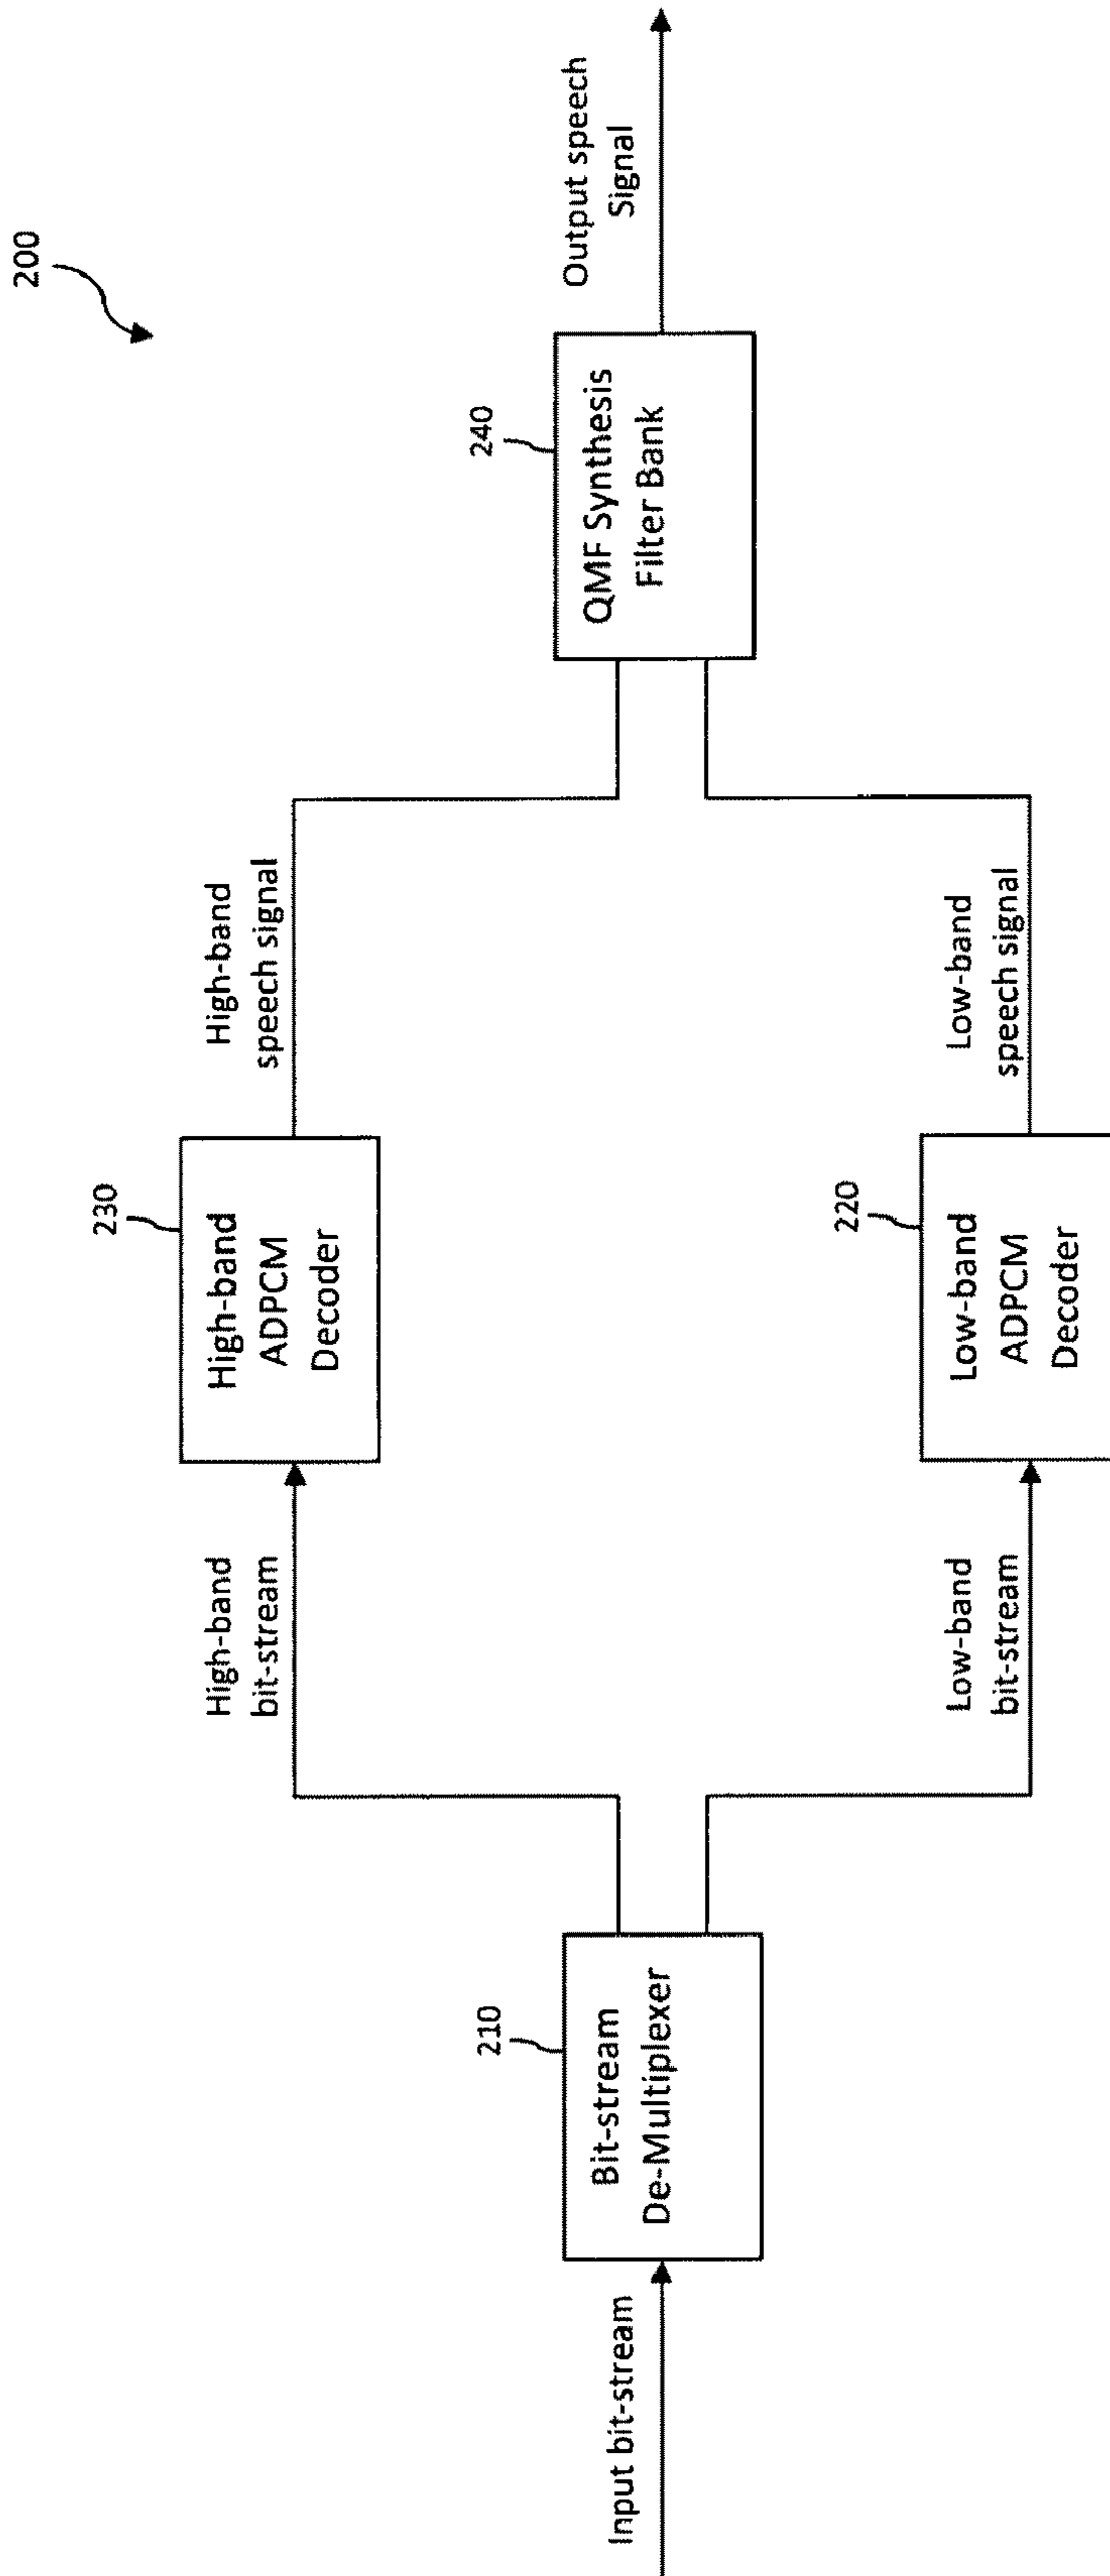 200
Input bit-stream
210
Bit-stream
De-Multiplexer
High-band
bit-stream
230
High-band
ADPCM
Decoder
High-band
speech signal
Low-band
bit-stream
220
Low-band
ADPCM
Decoder
Low-band
speech signal
240
QMF Synthesis
Filter Bank
Output speech
Signal